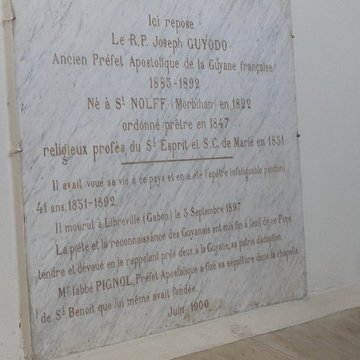 Ici repose
Le R.P. Joseph GUYODO
Ancien Préfet Apostolique de la Guyane française
1883-1892
Né à St NOLFF (Morbihan) en 1822
ordonné prêtre en 1847
religieux profès du St Esprit et S.C. de Marie en 1851
Il avait voué sa vie à ce pays et en a été l'apôtre infatigable pendant
41 ans, 1851-1892.
Il mourut à Libreville (Gabon) le 5 Septembre 1897
La piété et la reconnaissance des Guyanais ont mis fin à l'exil de ce Père
tendre et dévoué en le rappelant près d'eux à la Guyane, sa patrie d'adoption.
Mr l'abbé PIGNOL, Préfet Apostolique a fixé sa sépulture dans la chapelle
de St Benoit que lui même avait fondée.
Juin 1900